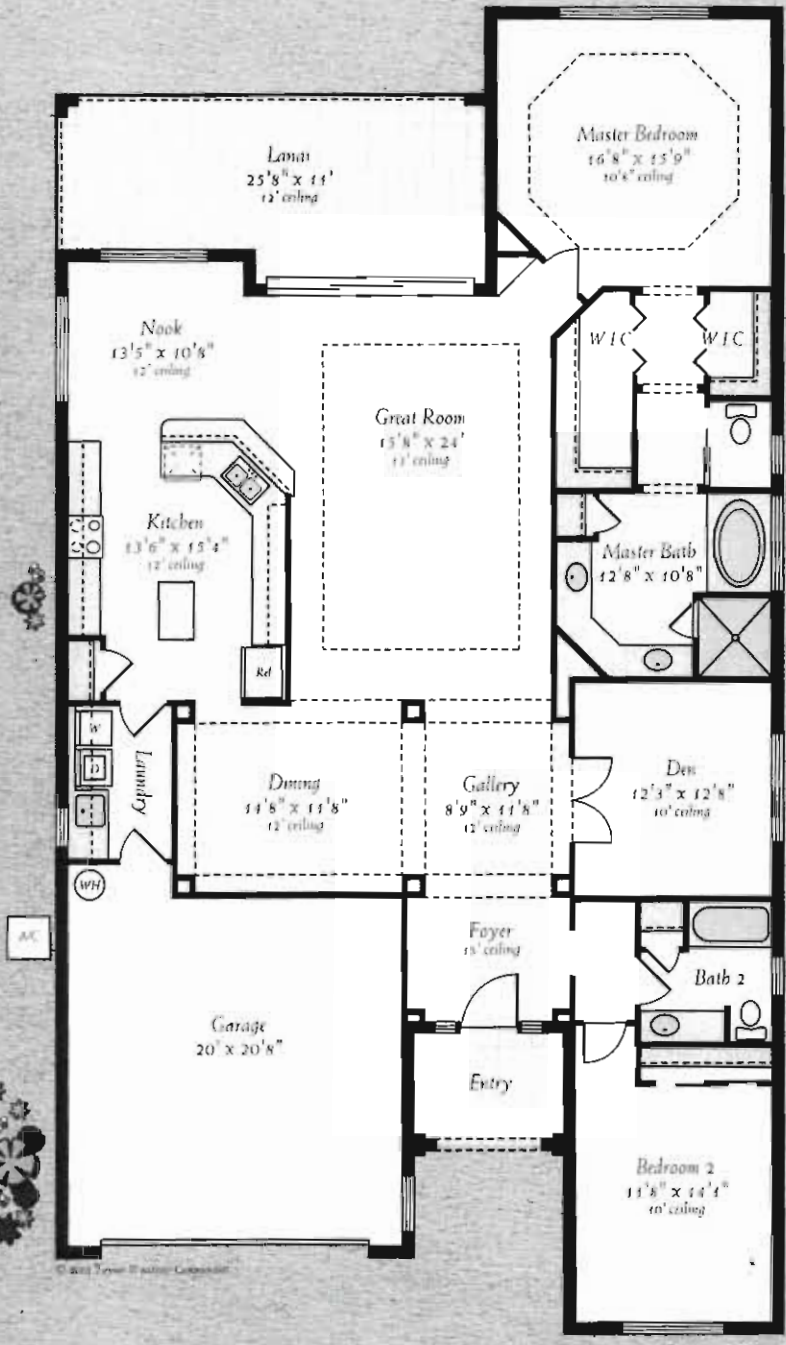 Master Bedroom
16'8" x 15'9"
10'8" ceiling
Lanai
25'8" x 11'
12' ceiling
Nook
13'5" x 10'8"
12' ceiling
WIC
WIC
Great Room
15'8" x 24'
ceiling
Kitchen
13'6" x 15'4"
12' ceiling
Master Bath
12'8" x 10'8"
Ref
W
D
Laundry
Dining
14'8" x 11'8"
12' ceiling
Gallery
8'9" x 11'8"
12' ceiling
Den
12'3" x 12'8"
10' ceiling
WH
A/C
Foyer
ceiling
Bath 2
Garage
20' x 20'8"
Entry
Bedroom 2
11'8" x 14'1"
10' ceiling